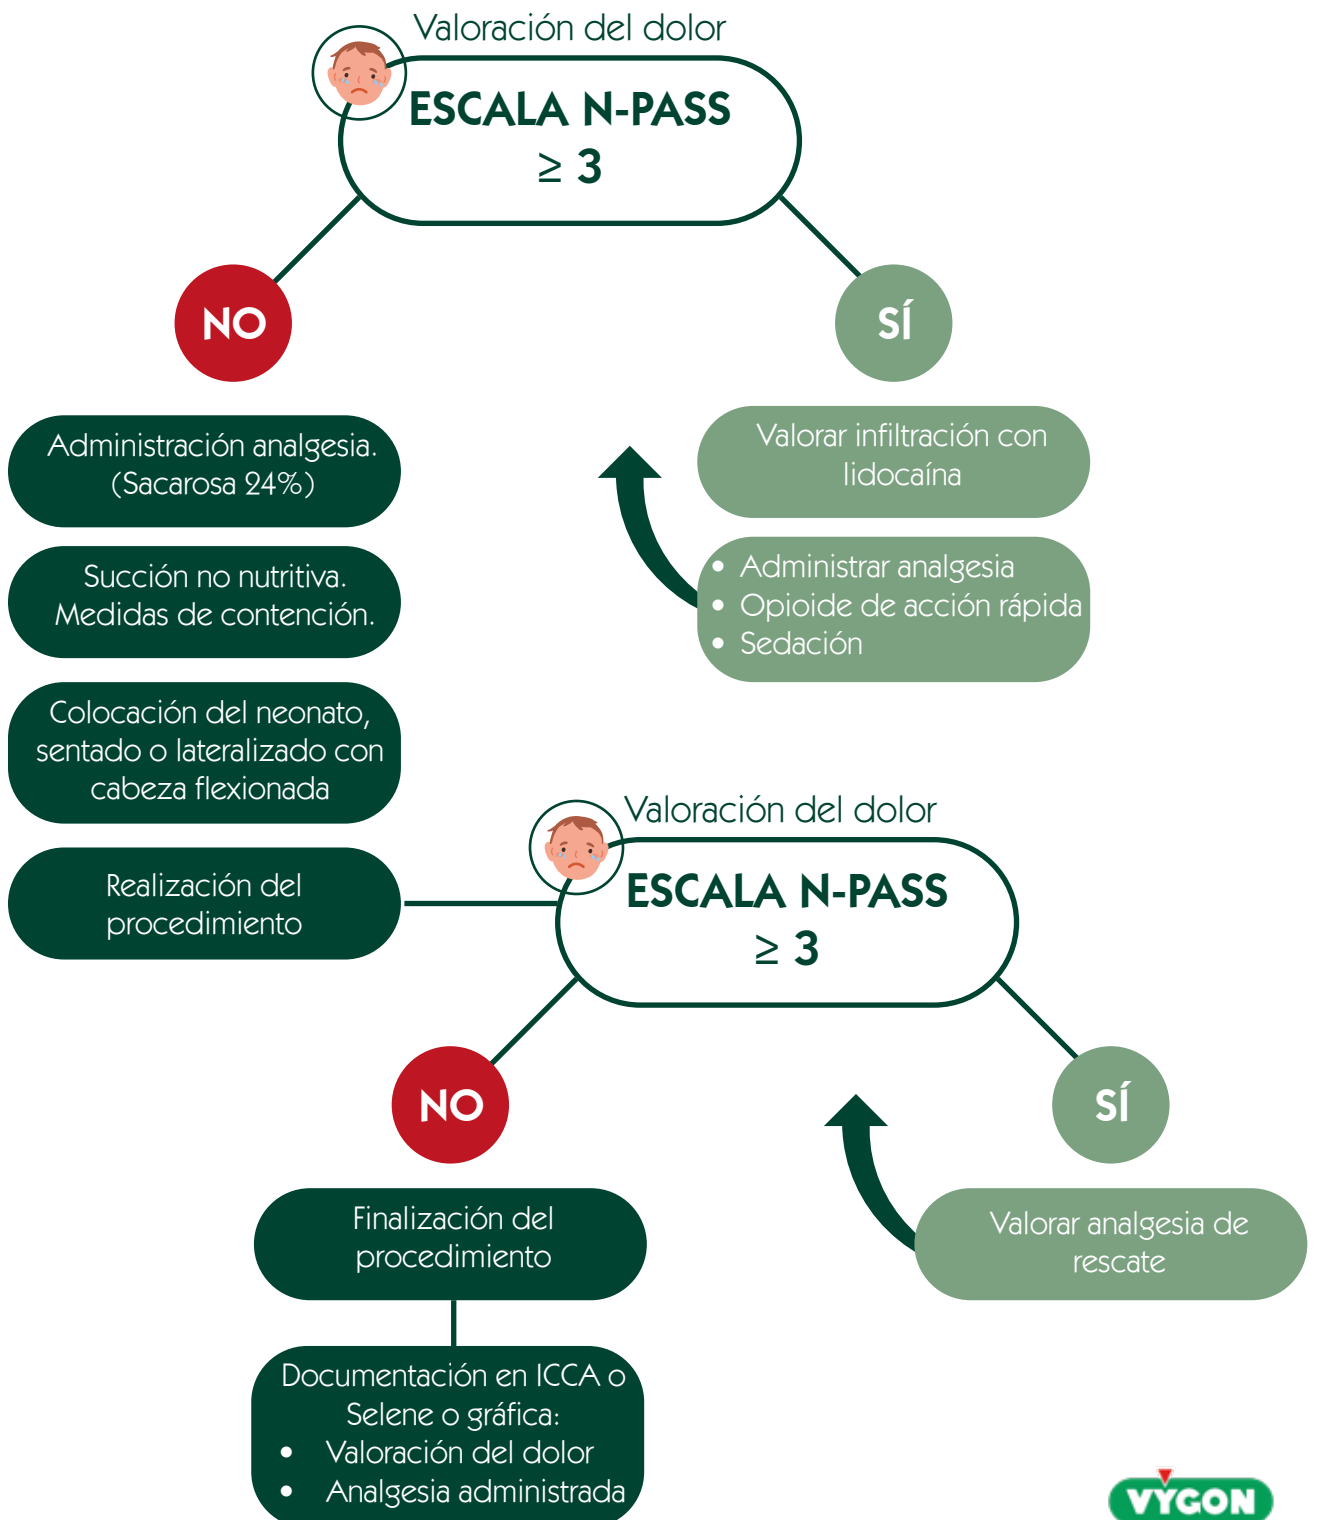 Valoración del dolor
ESCALA N-PASS
≥ 3
NO
SÍ
Administración analgesia.
(Sacarosa 24%)
Succión no nutritiva.
Medidas de contención.
Colocación del neonato,
sentado o lateralizado con
cabeza flexionada
Realización del
procedimiento
Valorar infiltración con
lidocaína
• Administrar analgesia
• Opioide de acción rápida
• Sedación
Valoración del dolor
ESCALA N-PASS
≥ 3
NO
SÍ
Finalización del
procedimiento
Documentación en ICCA o
Selene o gráfica:
• Valoración del dolor
• Analgesia administrada
Valorar analgesia de
rescate
VYGON